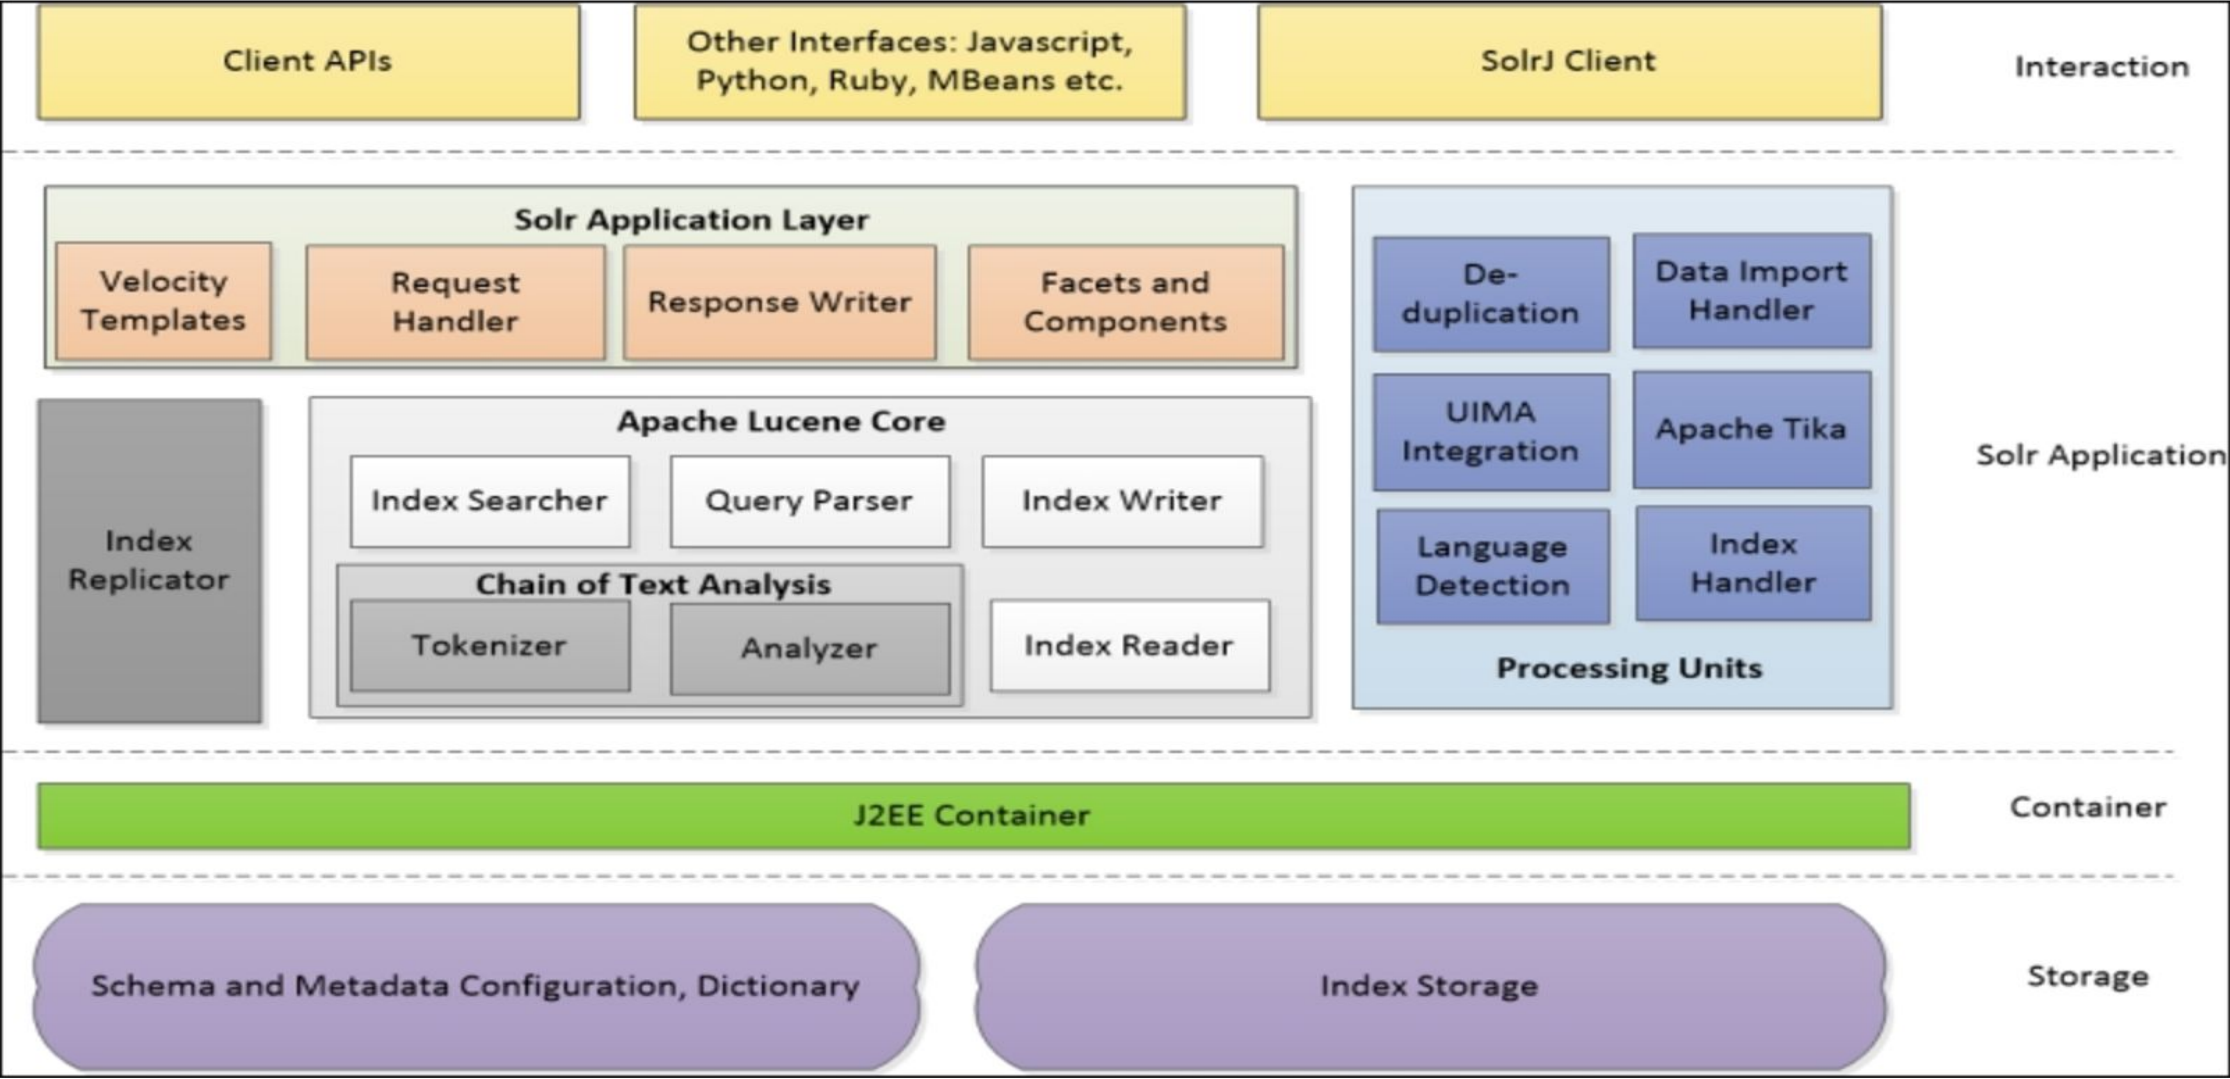 Client APIs
Other Interfaces: Javascript,
Python, Ruby, MBeans etc.
SolrJ Client
Interaction
Solr Application Layer
Velocity
Templates
Request
Handler
Response Writer
Facets and
Components
De-
duplication
Data Import
Handler
UIMA
Integration
Apache Tika
Language
Detection
Index
Handler
Processing Units
Solr Application
Index
Replicator
Apache Lucene Core
Index Searcher
Query Parser
Index Writer
Chain of Text Analysis
Tokenizer
Analyzer
Index Reader
J2EE Container
Container
Schema and Metadata Configuration, Dictionary
Index Storage
Storage